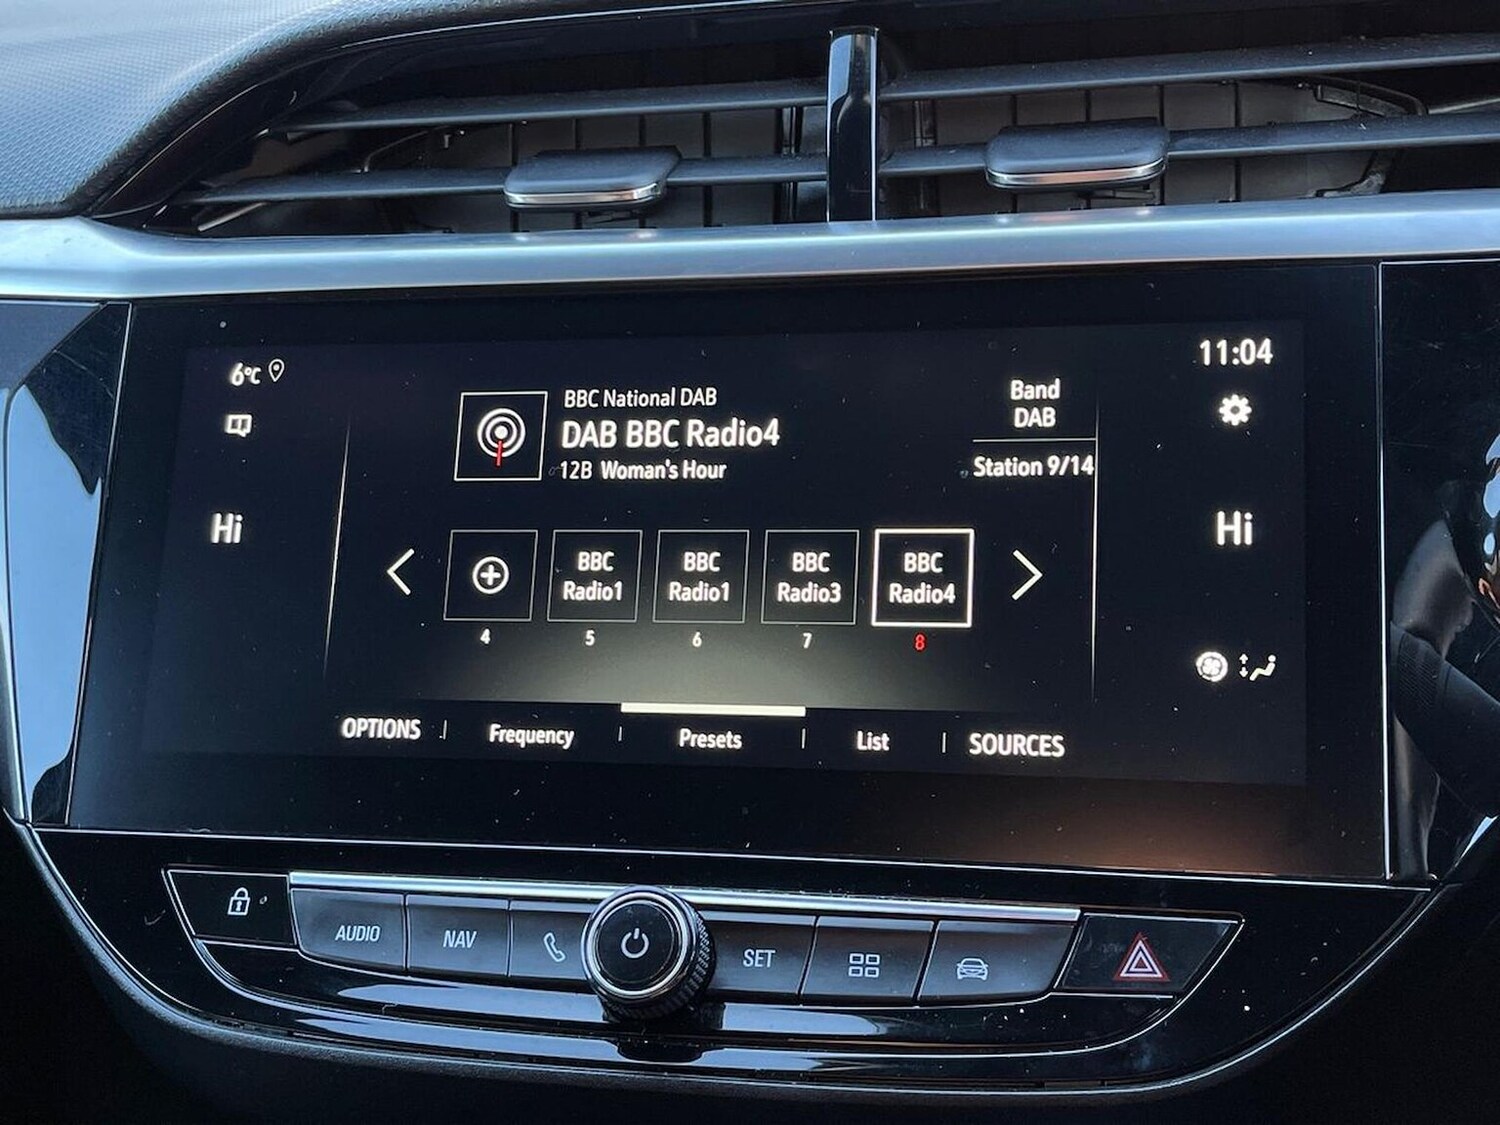 6°C
11:04
BBC National DAB
DAB BBC Radio4
12B Woman's Hour
Band
DAB
Station 9/14
Hi
Hi
BBC
Radio1
BBC
Radio1
BBC
Radio3
BBC
Radio4
4
5
6
7
8
OPTIONS
Frequency
Presets
List
SOURCES
AUDIO
NAV
SET